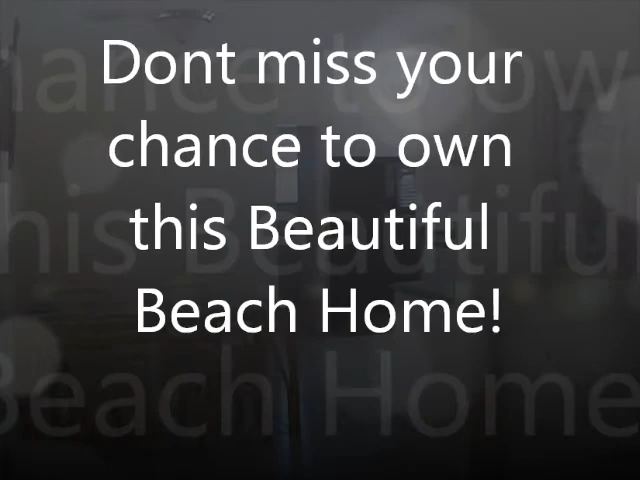 Dont miss your
chance to own
this Beautiful
Beach Home!